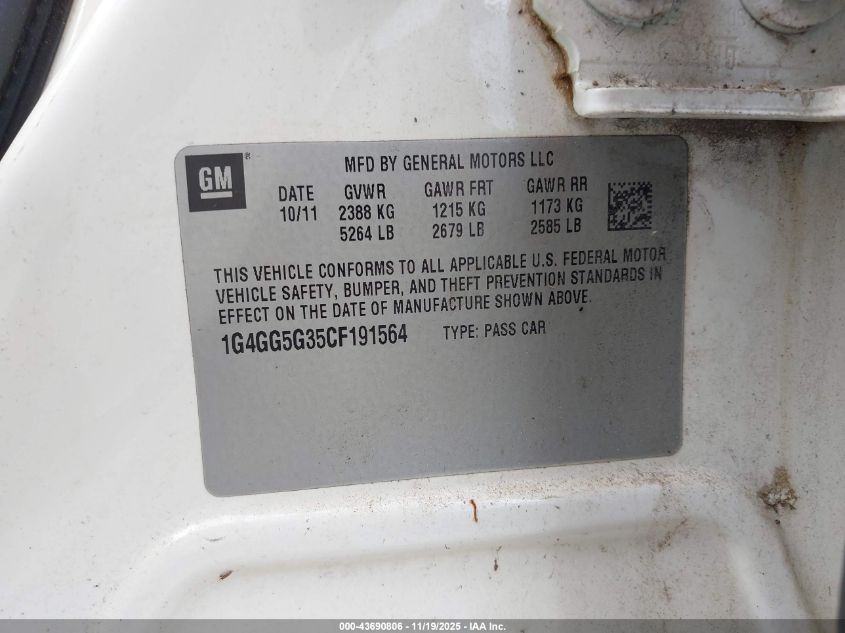 GM ®
MFD BY GENERAL MOTORS LLC
DATE GVWR GAWR FRT GAWR RR
10/11 2388 KG 1215 KG 1173 KG
5264 LB 2679 LB 2585 LB
THIS VEHICLE CONFORMS TO ALL APPLICABLE U.S. FEDERAL MOTOR
VEHICLE SAFETY, BUMPER, AND THEFT PREVENTION STANDARDS IN
EFFECT ON THE DATE OF MANUFACTURE SHOWN ABOVE.
1G4GG5G35CF191564 TYPE: PASS CAR
000-43690806 - 11/19/2025 - IAA Inc.